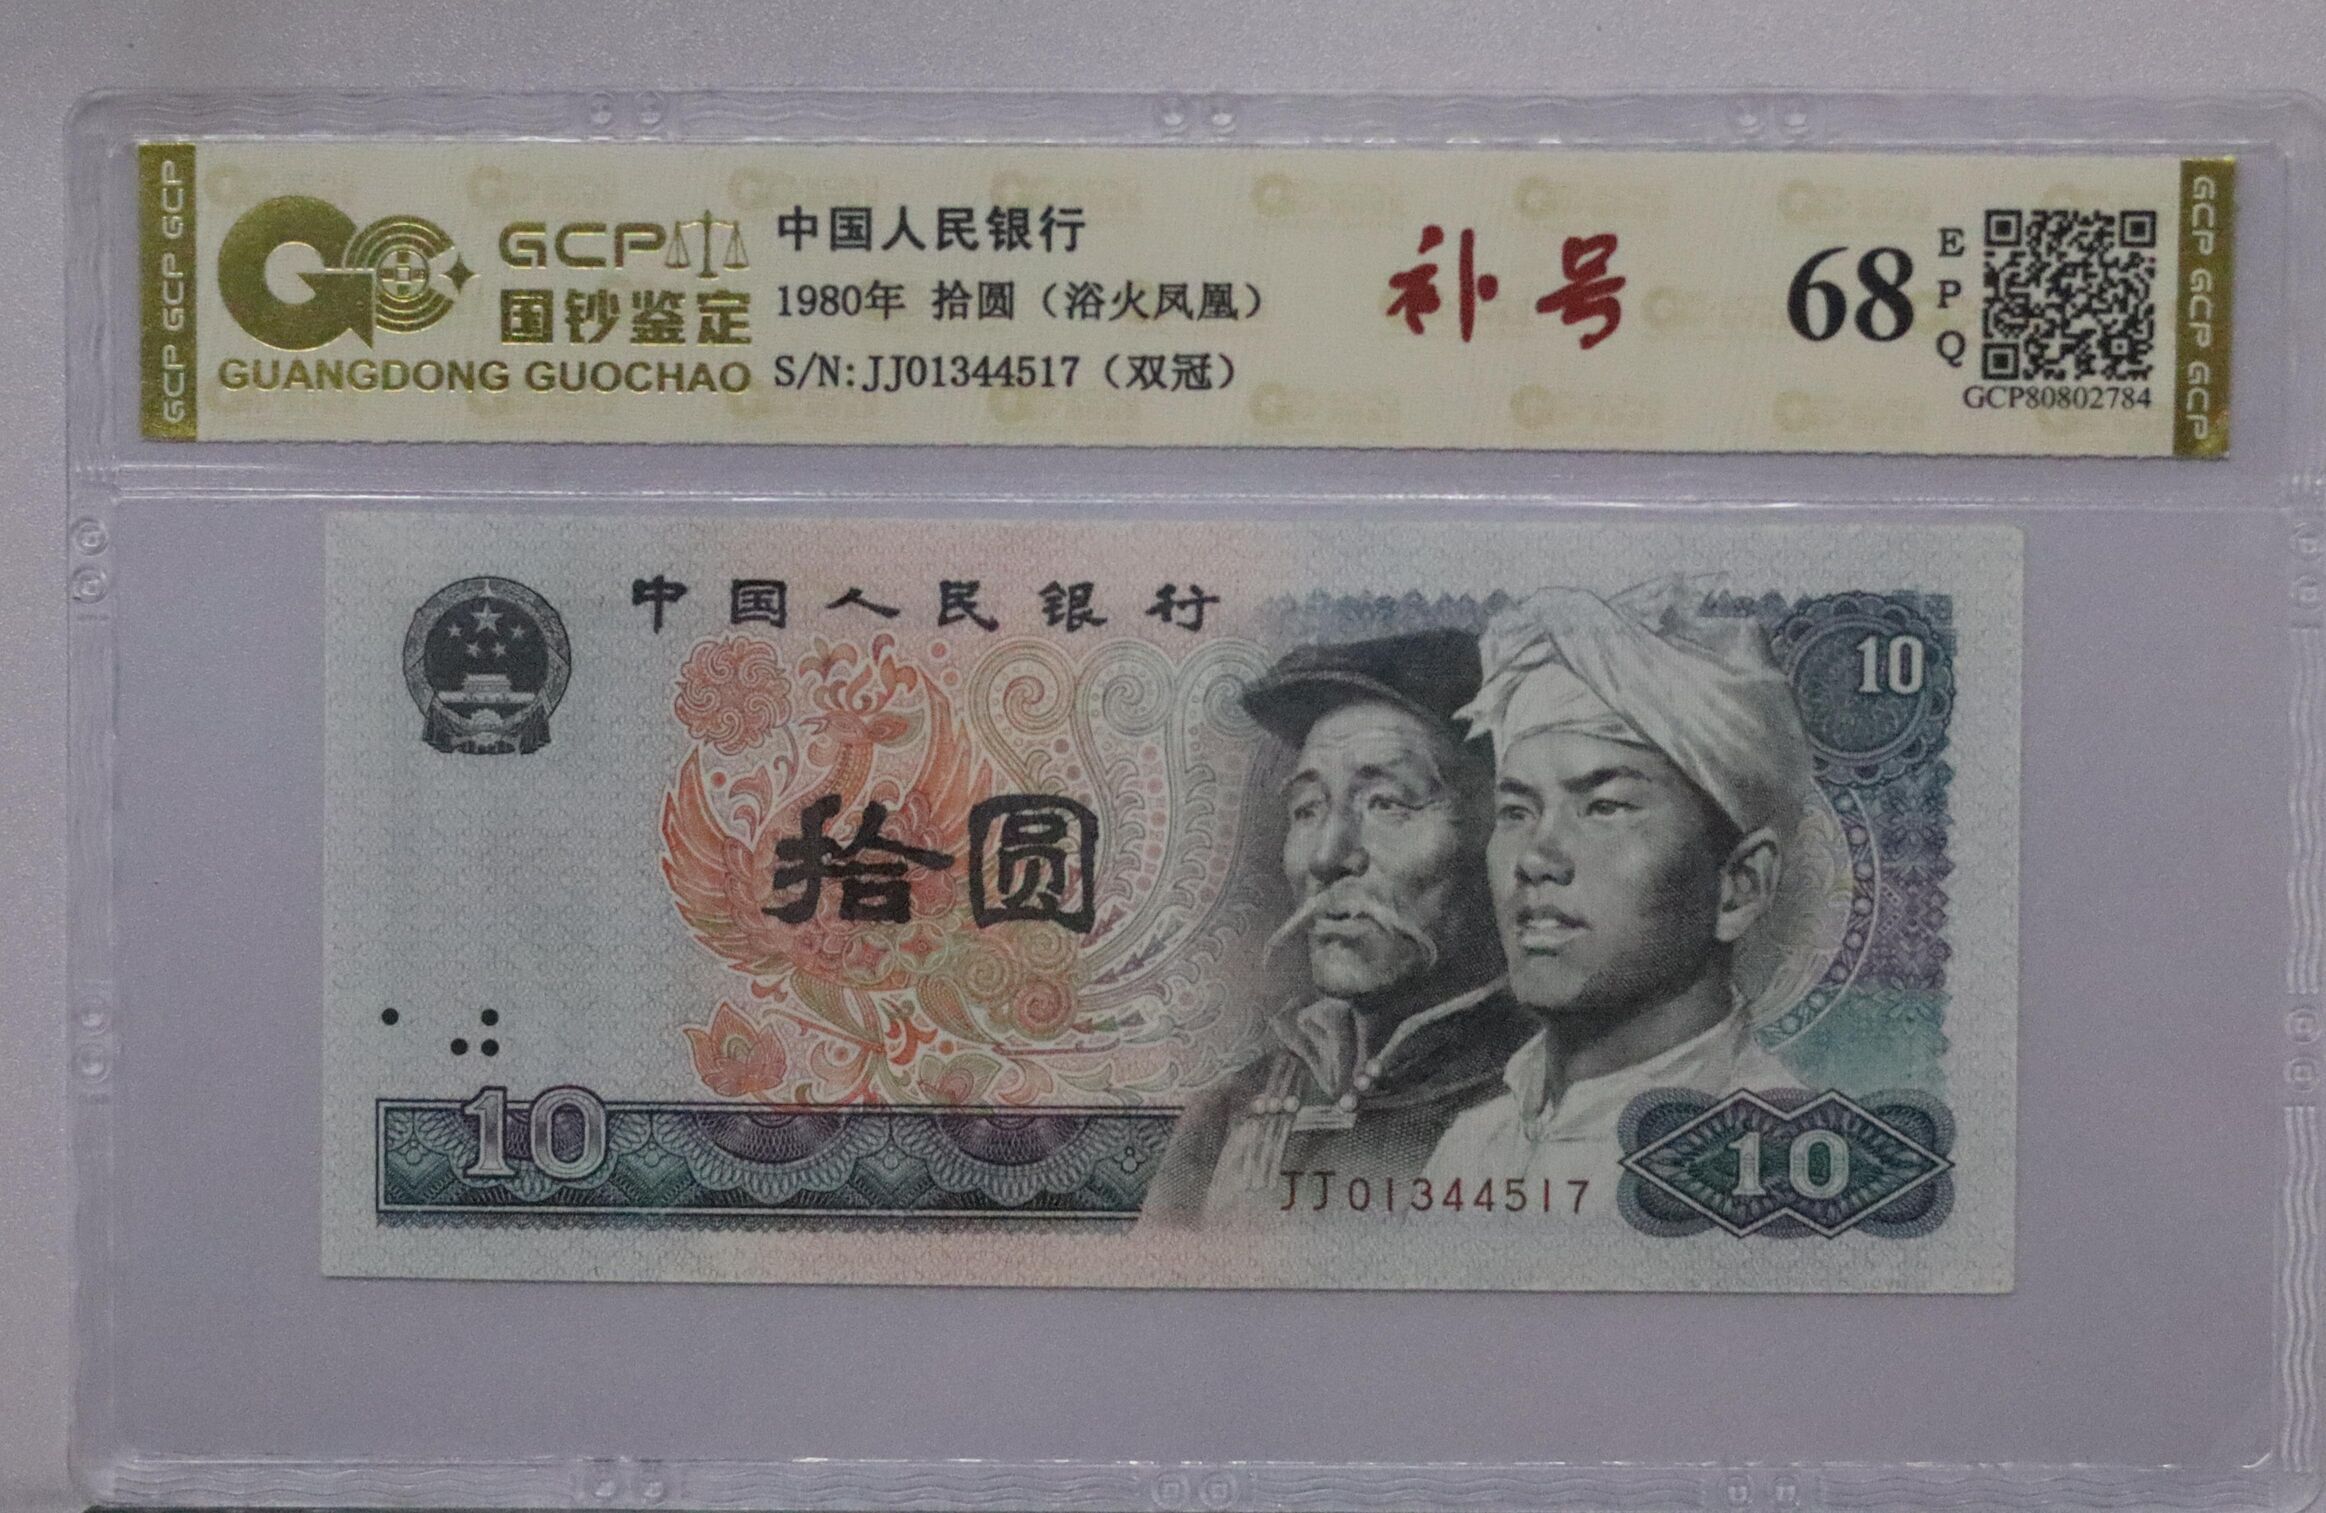 GCP GCP GCP
GCP
国钞鉴定
GUANGDONG GUOCHAO
中国人民银行
1980年 拾圆（浴火凤凰）
S/N:JJ01344517（双冠）
补号
68
EPQ
GCP80802784
GCP GCP GCP
中国人民银行
10
拾圆
10
JJ01344517
10